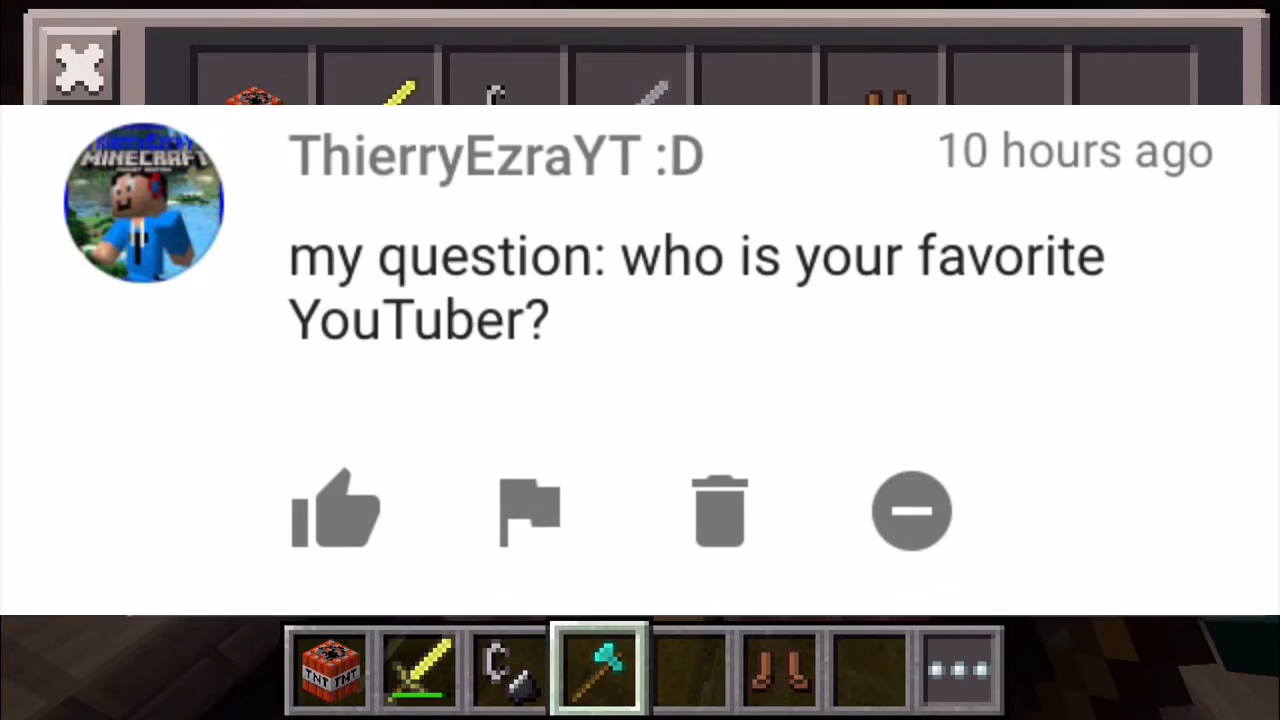 ThierryEzraYT :D
10 hours ago
MINECRAFT
my question: who is your favorite
YouTuber?
TNT TNT